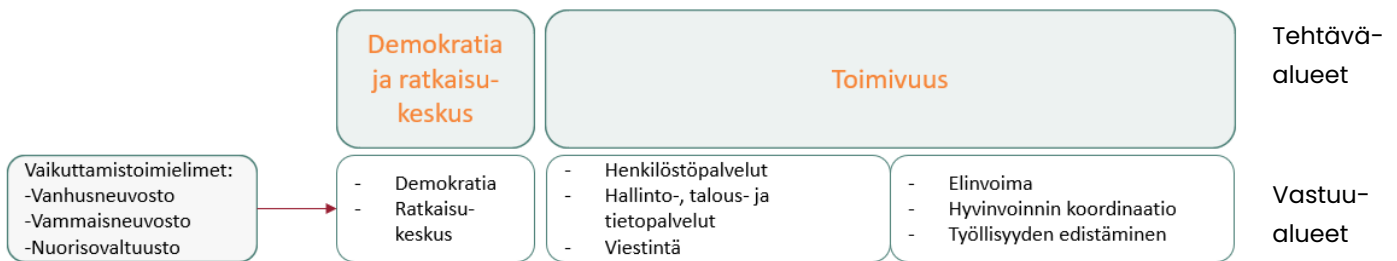 Demokratia
ja ratkaisu-
keskus
Toimivuus
Tehtävä-
alueet
Vaikuttamistoimielimet:
-Vanhusneuvosto
-Vammaisneuvosto
-Nuorisovaltuusto
- Demokratia
- Ratkaisu-
keskus
- Henkilöstöpalvelut
- Hallinto-, talous- ja
tietopalvelut
- Viestintä
- Elinvoima
- Hyvinvoinnin koordinaatio
- Työllisyyden edistäminen
Vastuu-
alueet